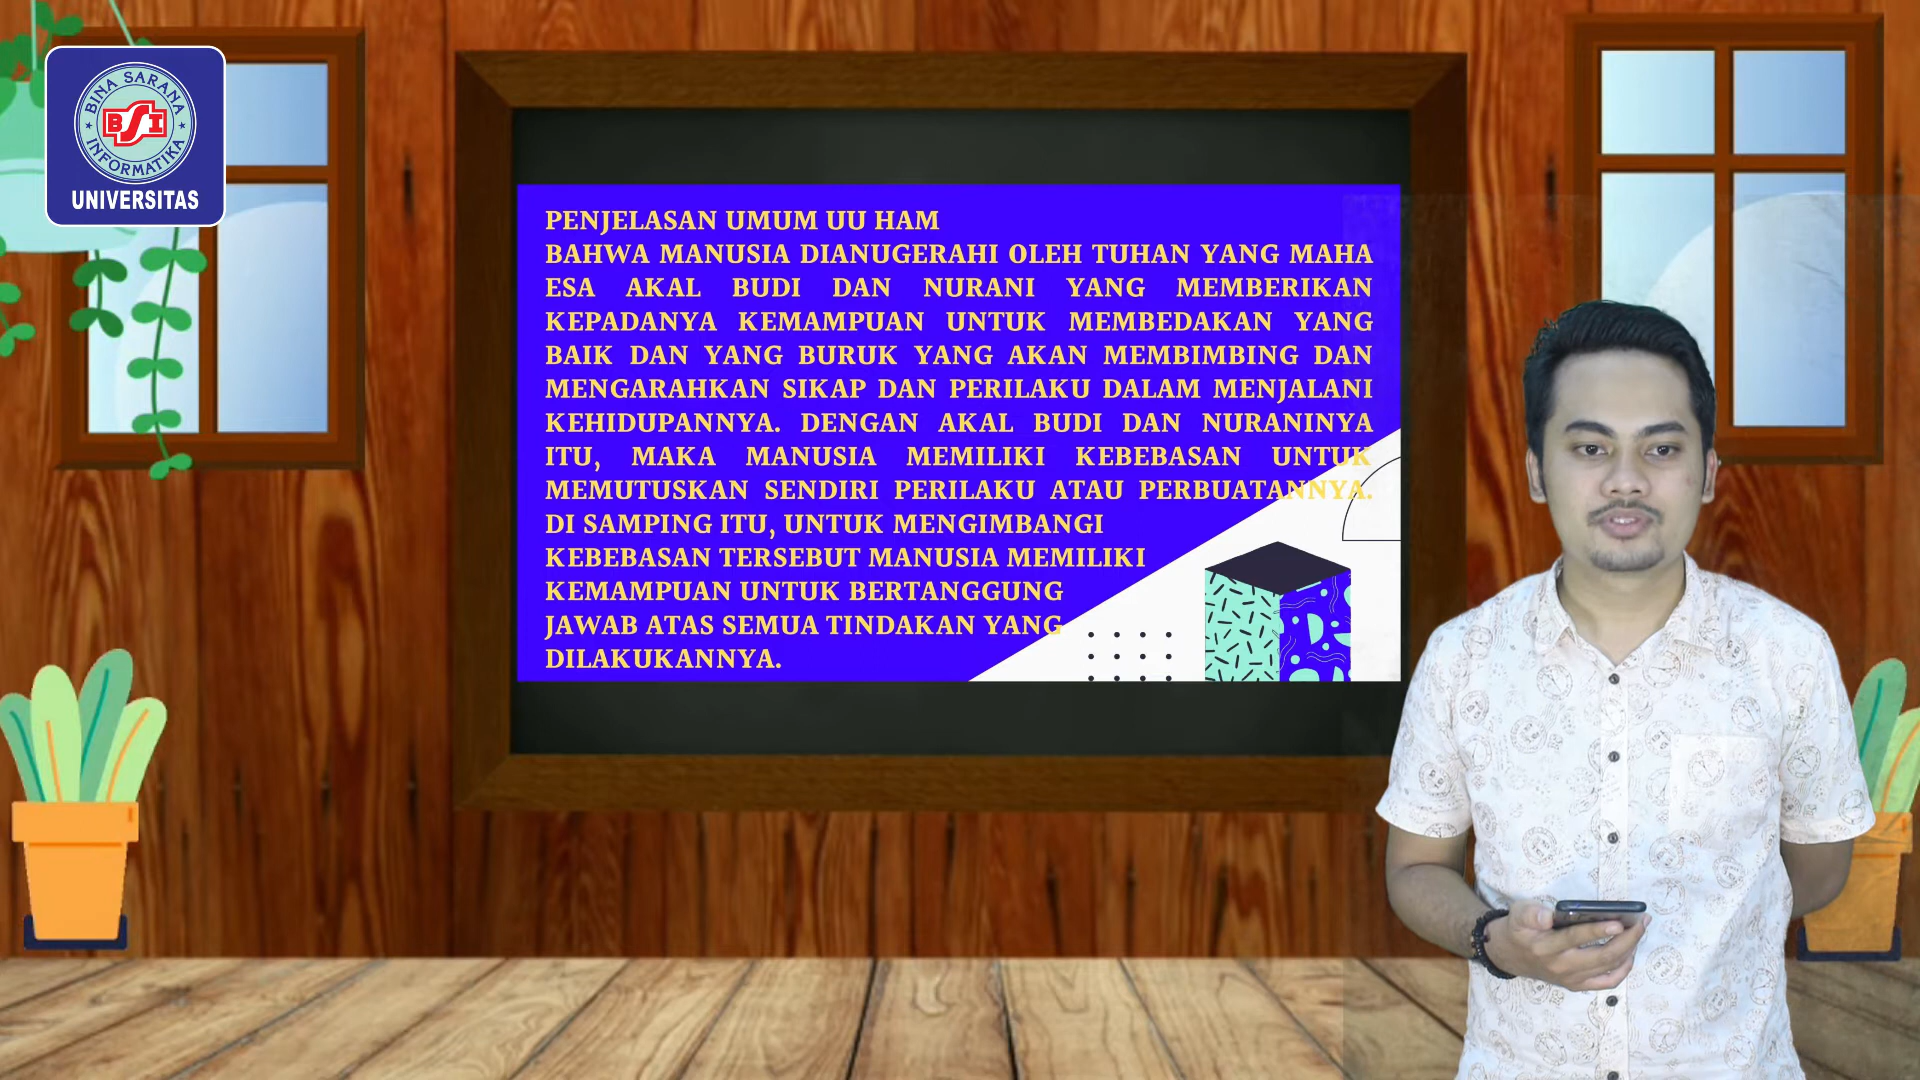 BINA SARANA
BSI
INFORMATIKA
UNIVERSITAS
PENJELASAN UMUM UU HAM
BAHWA MANUSIA DIANUGERAHI OLEH TUHAN YANG MAHA
ESA AKAL BUDI DAN NURANI YANG MEMBERIKAN
KEPADANYA KEMAMPUAN UNTUK MEMBEDAKAN YANG
BAIK DAN YANG BURUK YANG AKAN MEMBIMBING DAN
MENGARAHKAN SIKAP DAN PERILAKU DALAM MENJALANI
KEHIDUPANNYA. DENGAN AKAL BUDI DAN NURANINYA
ITU, MAKA MANUSIA MEMILIKI KEBEBASAN UNTUK
MEMUTUSKAN SENDIRI PERILAKU ATAU PERBUATANNYA.
DI SAMPING ITU, UNTUK MENGIMBANGI
KEBEBASAN TERSEBUT MANUSIA MEMILIKI
KEMAMPUAN UNTUK BERTANGGUNG
JAWAB ATAS SEMUA TINDAKAN YANG
DILAKUKANNYA.